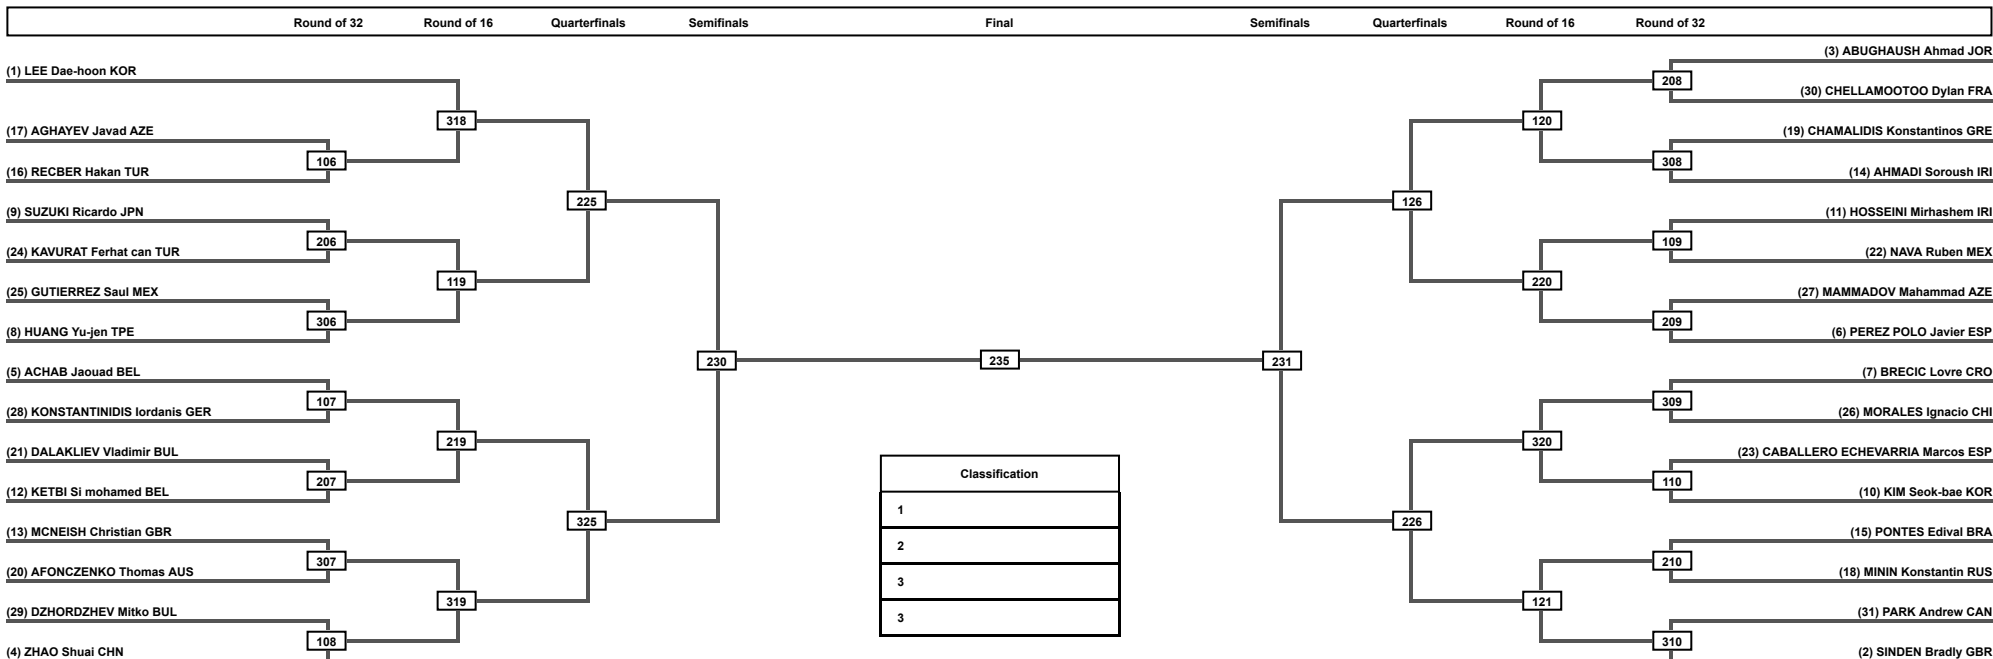 Round of 32 Round of 16 Quarterfinals Semifinals Final Semifinals Quarterfinals Round of 16 Round of 32
(1) LEE Dae-hoon KOR
(17) AGHAYEV Javad AZE
(16) RECBER Hakan TUR
(9) SUZUKI Ricardo JPN
(24) KAVURAT Ferhat can TUR
(25) GUTIERREZ Saul MEX
(8) HUANG Yu-jen TPE
(5) ACHAB Jaouad BEL
(28) KONSTANTINIDIS Iordanis GER
(21) DALAKLIEV Vladimir BUL
(12) KETBI Si mohamed BEL
(13) MCNEISH Christian GBR
(20) AFONCZENKO Thomas AUS
(29) DZHORDZHEV Mitko BUL
(4) ZHAO Shuai CHN
106
206
306
107
207
307
108
318
119
219
319
225
325
230
235
Classification
1
2
3
3
231
126
226
120
220
320
121
208
308
109
209
309
110
210
310
(3) ABUGHAUSH Ahmad JOR
(30) CHELLAMOOTOO Dylan FRA
(19) CHAMALIDIS Konstantinos GRE
(14) AHMADI Soroush IRI
(11) HOSSEINI Mirhashem IRI
(22) NAVA Ruben MEX
(27) MAMMADOV Mahammad AZE
(6) PEREZ POLO Javier ESP
(7) BRECIC Lovre CRO
(26) MORALES Ignacio CHI
(23) CABALLERO ECHEVARRIA Marcos ESP
(10) KIM Seok-bae KOR
(15) PONTES Edival BRA
(18) MININ Konstantin RUS
(31) PARK Andrew CAN
(2) SINDEN Bradly GBR